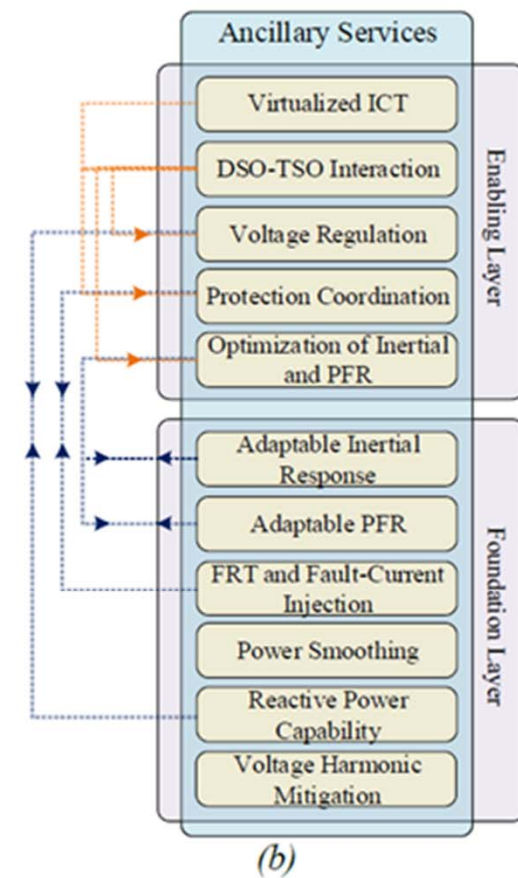 Ancillary Services
Virtualized ICT
DSO-TSO Interaction
Voltage Regulation
Protection Coordination
Optimization of Inertial
and PFR
Enabling Layer
Adaptable Inertial
Response
Adaptable PFR
FRT and Fault-Current
Injection
Power Smoothing
Reactive Power
Capability
Voltage Harmonic
Mitigation
Foundation Layer
(b)